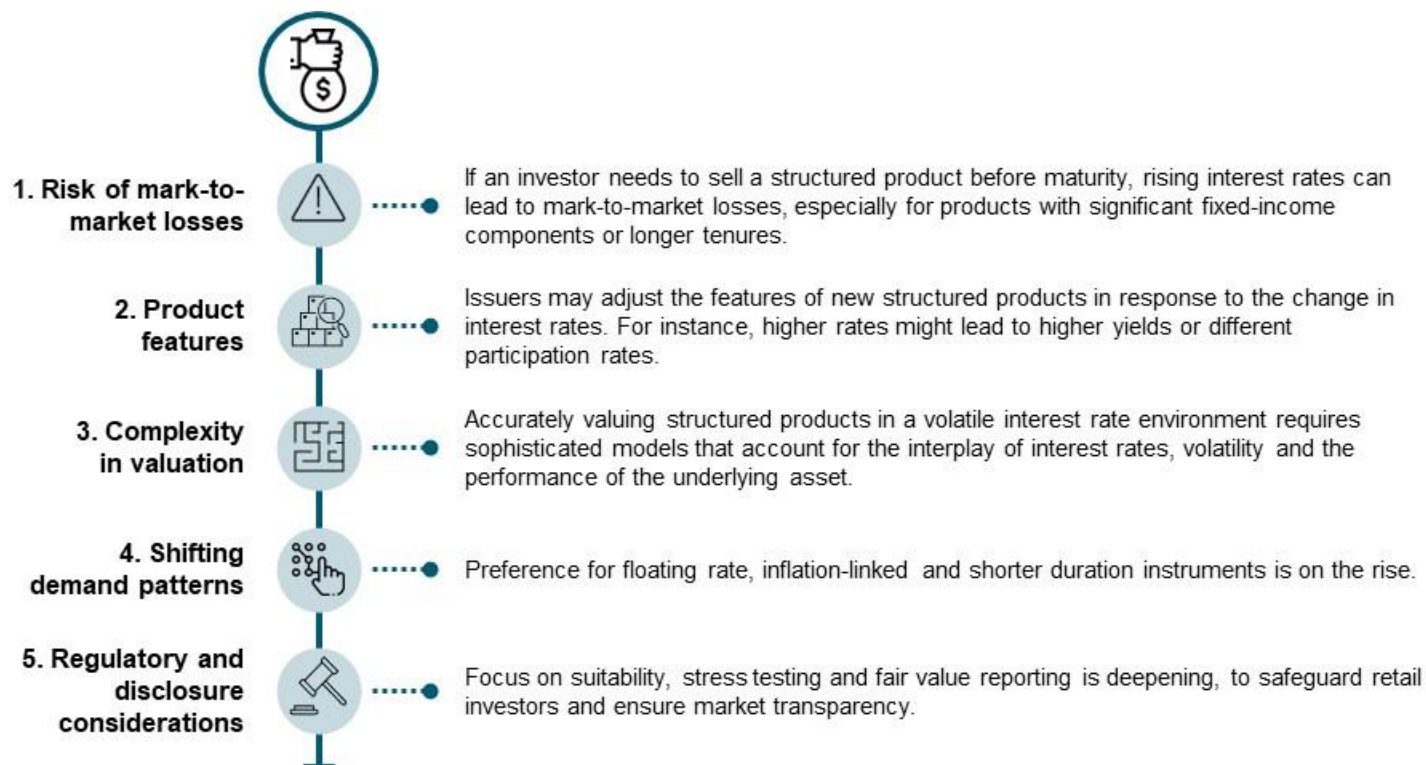 $
1. Risk of mark-to-
market losses
If an investor needs to sell a structured product before maturity, rising interest rates can
lead to mark-to-market losses, especially for products with significant fixed-income
components or longer tenures.
2. Product
features
Issuers may adjust the features of new structured products in response to the change in
interest rates. For instance, higher rates might lead to higher yields or different
participation rates.
3. Complexity
in valuation
Accurately valuing structured products in a volatile interest rate environment requires
sophisticated models that account for the interplay of interest rates, volatility and the
performance of the underlying asset.
4. Shifting
demand patterns
Preference for floating rate, inflation-linked and shorter duration instruments is on the rise.
5. Regulatory and
disclosure
considerations
Focus on suitability, stress testing and fair value reporting is deepening, to safeguard retail
investors and ensure market transparency.